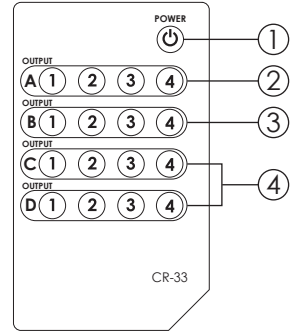 POWER
1
OUTPUT
A 1 2 3 4 2
OUTPUT
B 1 2 3 4 3
OUTPUT
C 1 2 3 4
4
OUTPUT
D 1 2 3 4
CR-33